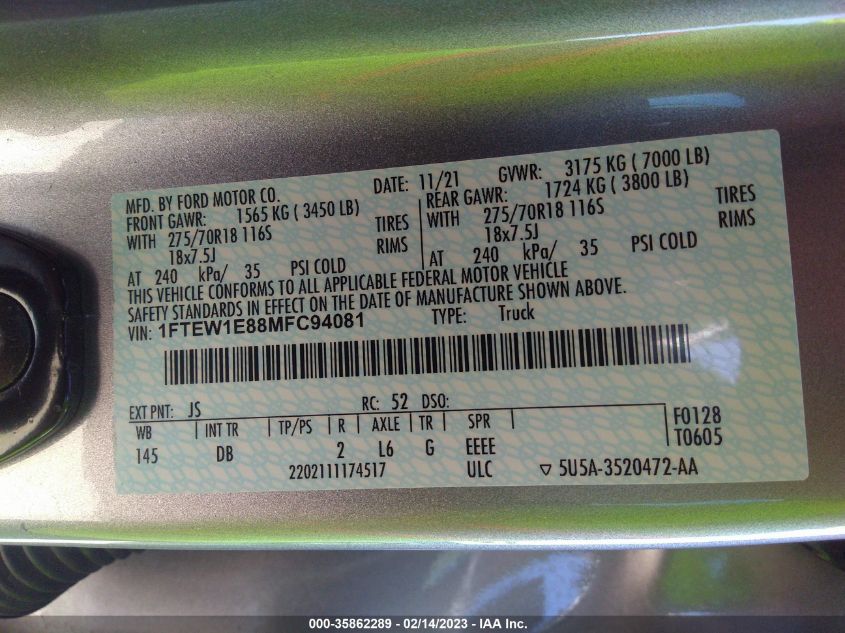 MFD. BY FORD MOTOR CO. DATE: 11/21 GVWR: 3175 KG ( 7000 LB)
FRONT GAWR: 1565 KG ( 3450 LB) REAR GAWR: 1724 KG ( 3800 LB)
WITH 275/70R18 116S TIRES 275/70R18 116S TIRES
18x7.5J RIMS WITH 18x7.5J RIMS
AT 240 kPa/ 35 PSI COLD AT 240 kPa/ 35 PSI COLD
THIS VEHICLE CONFORMS TO ALL APPLICABLE FEDERAL MOTOR VEHICLE
SAFETY STANDARDS IN EFFECT ON THE DATE OF MANUFACTURE SHOWN ABOVE.
VIN: 1FTEW1E88MFC94081 TYPE: Truck
EXT PNT: JS RC: 52 DSO:
WB INT TR TP/PS R AXLE TR SPR F0128
145 DB 2 L6 G EEEE T0605
2202111174517 ULC 5U5A-3520472-AA
000-35862289 - 02/14/2023 - IAA Inc.